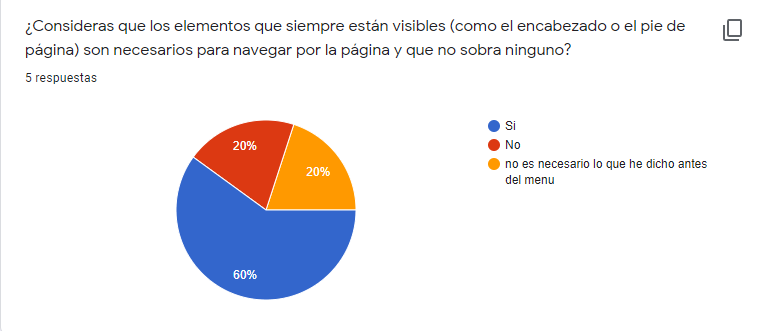 ¿Consideras que los elementos que siempre están visibles (como el encabezado o el pie de
página) son necesarios para navegar por la página y que no sobra ninguno?
5 respuestas
Si
No
no es necesario lo que he dicho antes
del menu
20%
20%
60%